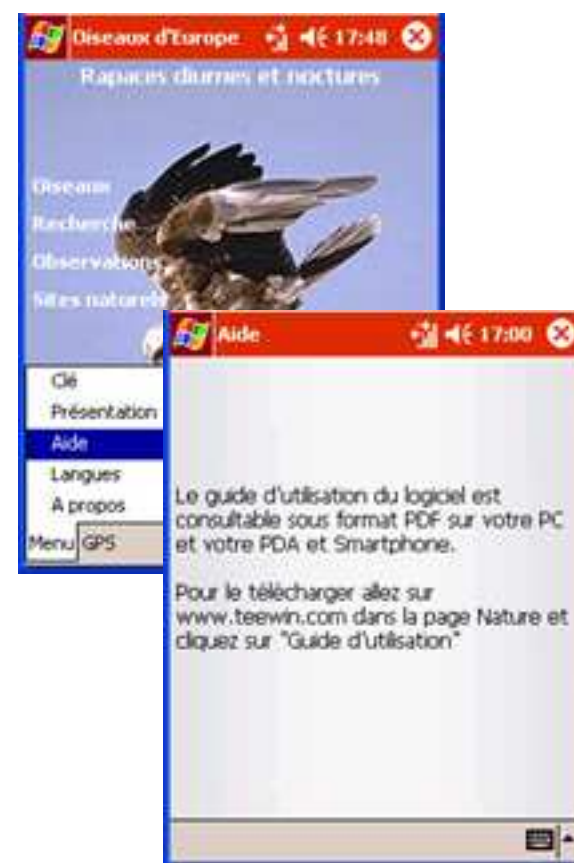 Oiseaux d'Europe 17:48
Rapaces diurnes et noctures
Oiseaux
Recherche
Observations
Sites naturels
Clé
Présentation
Aide
Langues
A propos
Menu GPS
Aide 17:00
Le guide d'utilisation du logiciel est
consultable sous format PDF sur votre PC
et votre PDA et Smartphone.
Pour le télécharger allez sur
www.teewin.com dans la page Nature et
cliquez sur "Guide d'utilisation"